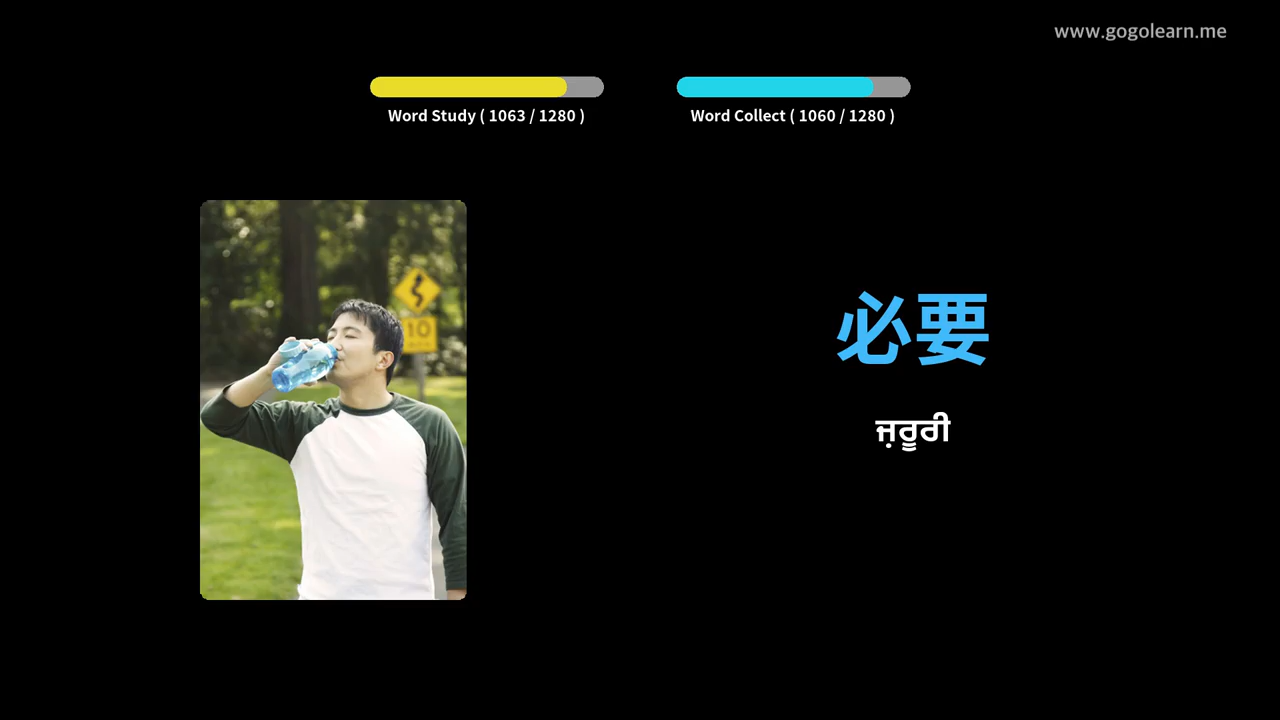 www.gogolearn.me
Word Study ( 1063 / 1280 )
Word Collect ( 1060 / 1280 )
10
必要
ਜ਼ਰੂਰੀ